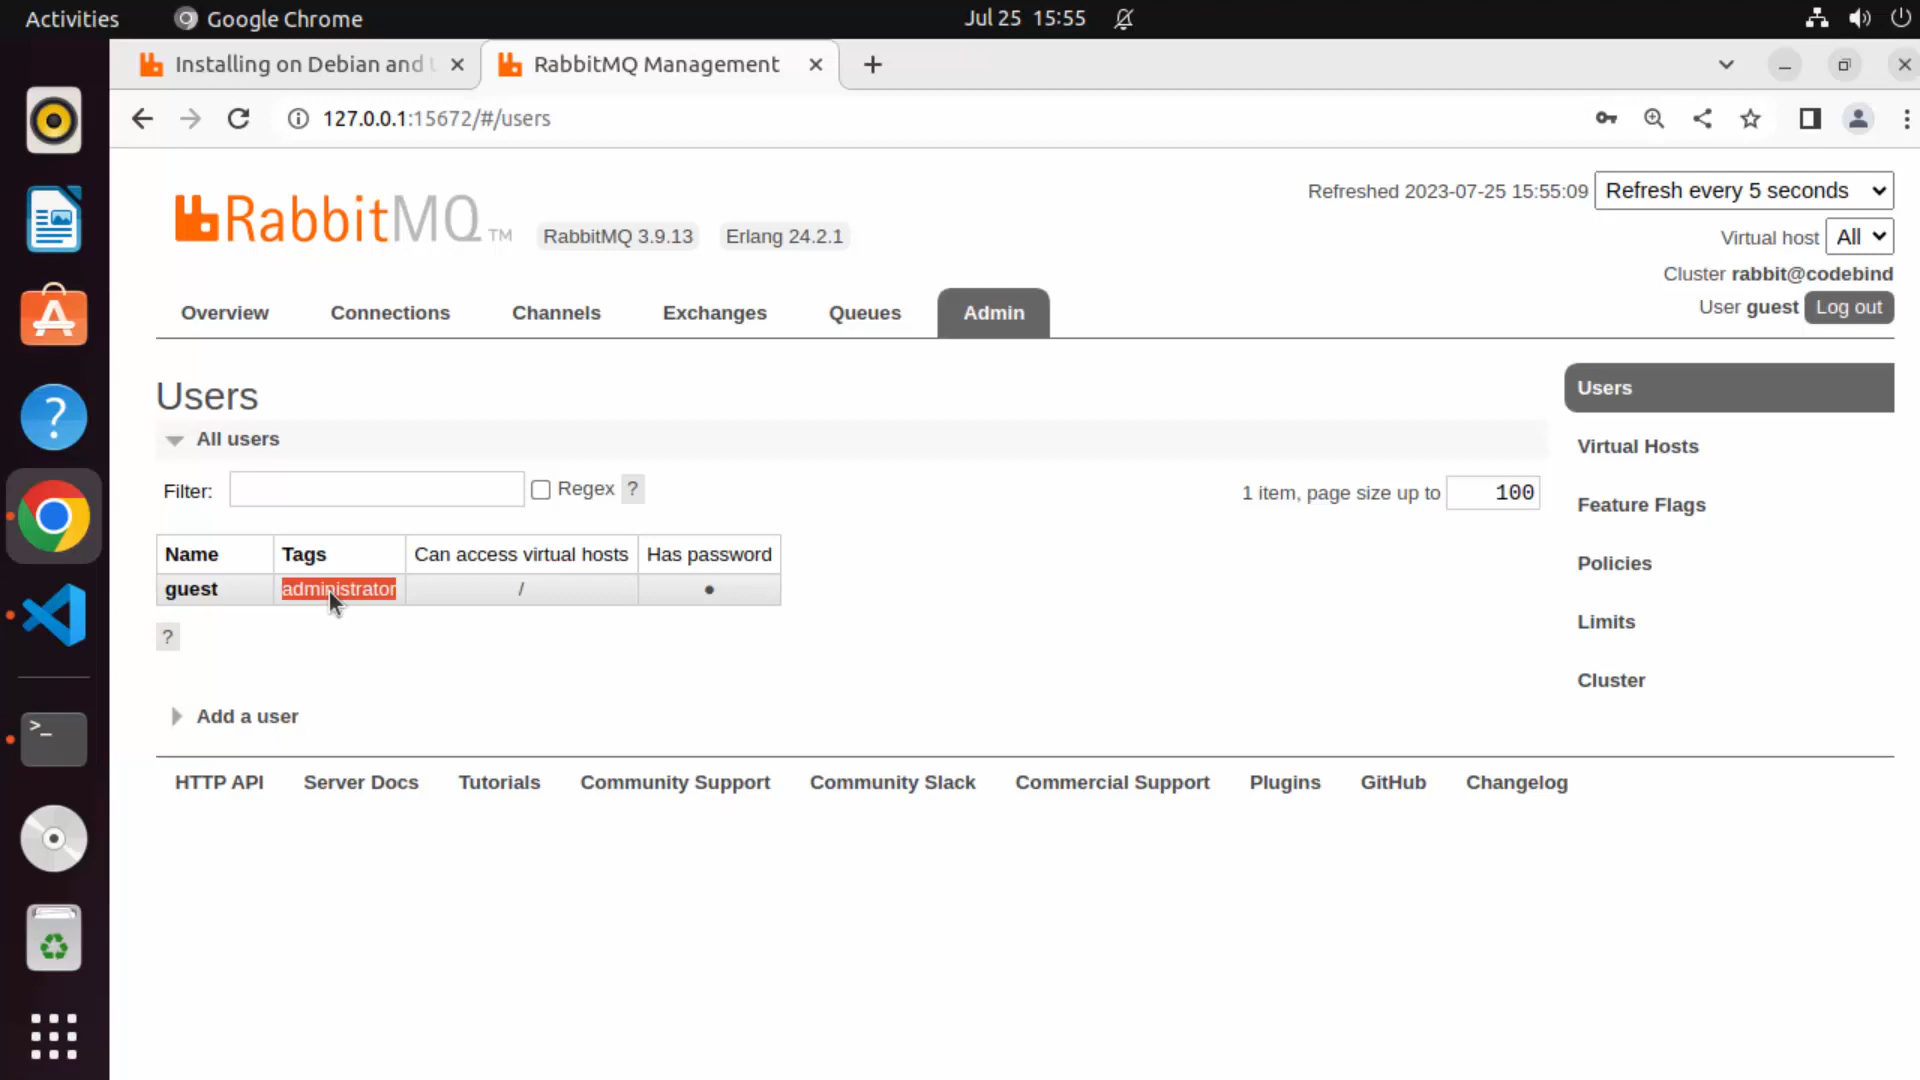 Activities
Google Chrome
Jul 25 15:55
Installing on Debian and
RabbitMQ Management
127.0.0.1:15672/#/users
Refreshed 2023-07-25 15:55:09
Refresh every 5 seconds
RabbitMQ TM
RabbitMQ 3.9.13
Erlang 24.2.1
Virtual host
All
Cluster rabbit@codebind
User guest
Log out
Overview
Connections
Channels
Exchanges
Queues
Admin
Users
All users
Filter:
Regex
?
1 item, page size up to
100
Name
Tags
Can access virtual hosts
Has password
guest
administrator
/
●
?
Add a user
Users
Virtual Hosts
Feature Flags
Policies
Limits
Cluster
HTTP API
Server Docs
Tutorials
Community Support
Community Slack
Commercial Support
Plugins
GitHub
Changelog